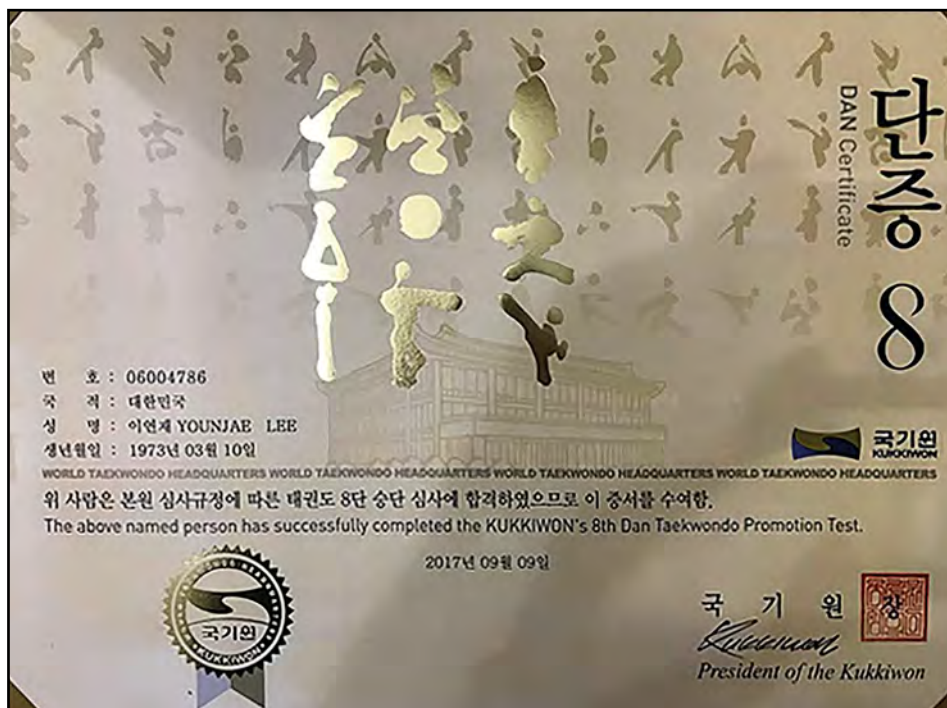 단증
DAN Certificate
8
번 호 : 06004786
국 적 : 대한민국
성 명 : 이연재 YOUNJAE LEE
생년월일 : 1973년 03월 10일
국기원
KUKKIWON
WORLD TAEKWONDO HEADQUARTERS WORLD TAEKWONDO HEADQUARTERS WORLD TAEKWONDO HEADQUARTERS WORLD TAEKWONDO HEADQUARTERS
위 사람은 본원 심사규정에 따른 태권도 8단 승단 심사에 합격하였으므로 이 증서를 수여함.
The above named person has successfully completed the KUKKIWON's 8th Dan Taekwondo Promotion Test.
2017년 09월 09일
국기원
KUKKIWON
국 기 원 장
Kukkiwon
President of the Kukkiwon